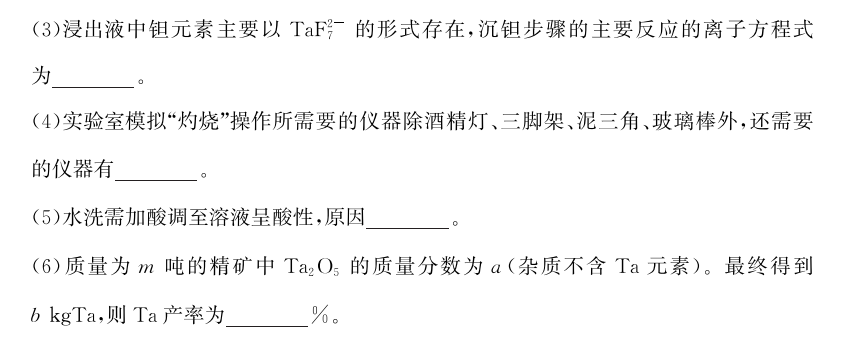 (3)浸出液中钽元素主要以 TaF₇²⁻ 的形式存在,沉钽步骤的主要反应的离子方程式
为________。
(4)实验室模拟“灼烧”操作所需要的仪器除酒精灯、三脚架、泥三角、玻璃棒外,还需要
的仪器有________。
(5)水洗需加酸调至溶液呈酸性,原因________。
(6)质量为 m 吨的精矿中 Ta₂O₅ 的质量分数为 a(杂质不含 Ta 元素)。最终得到
b kgTa,则 Ta 产率为________%。